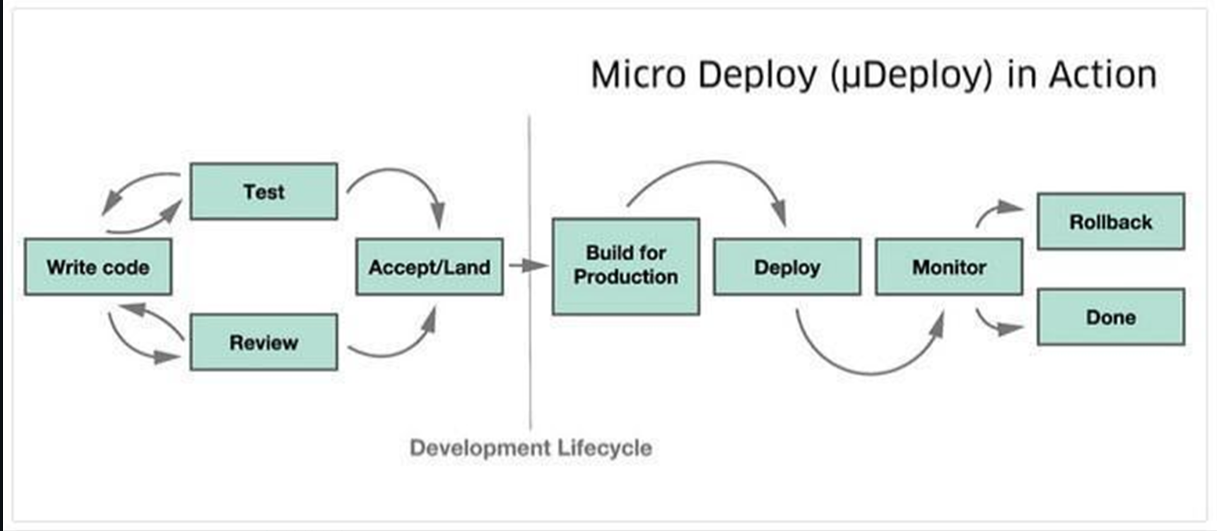 Micro Deploy (µDeploy) in Action
Test
Write code
Review
Accept/Land
Build for
Production
Deploy
Monitor
Rollback
Done
Development Lifecycle